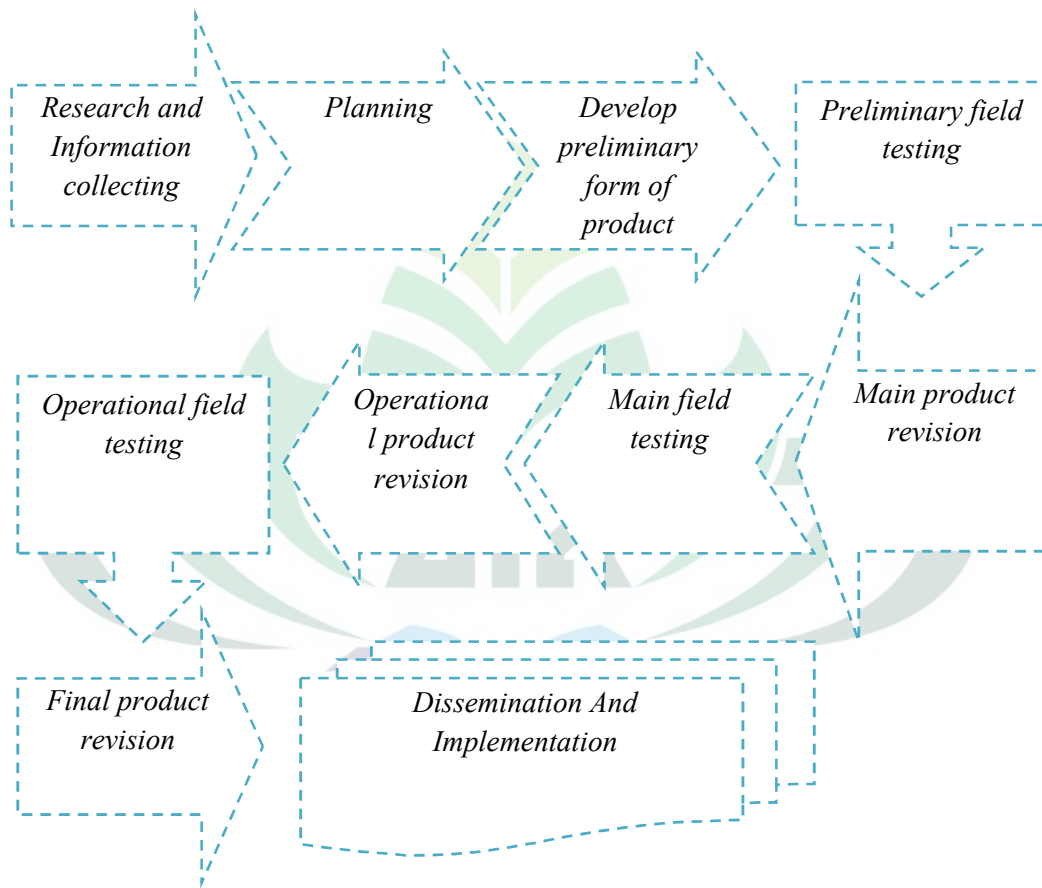 Research and
Information
collecting
Planning
Develop
preliminary
form of
product
Preliminary field
testing
Main product
revision
Main field
testing
Operationa
l product
revision
Operational field
testing
Final product
revision
Dissemination And
Implementation